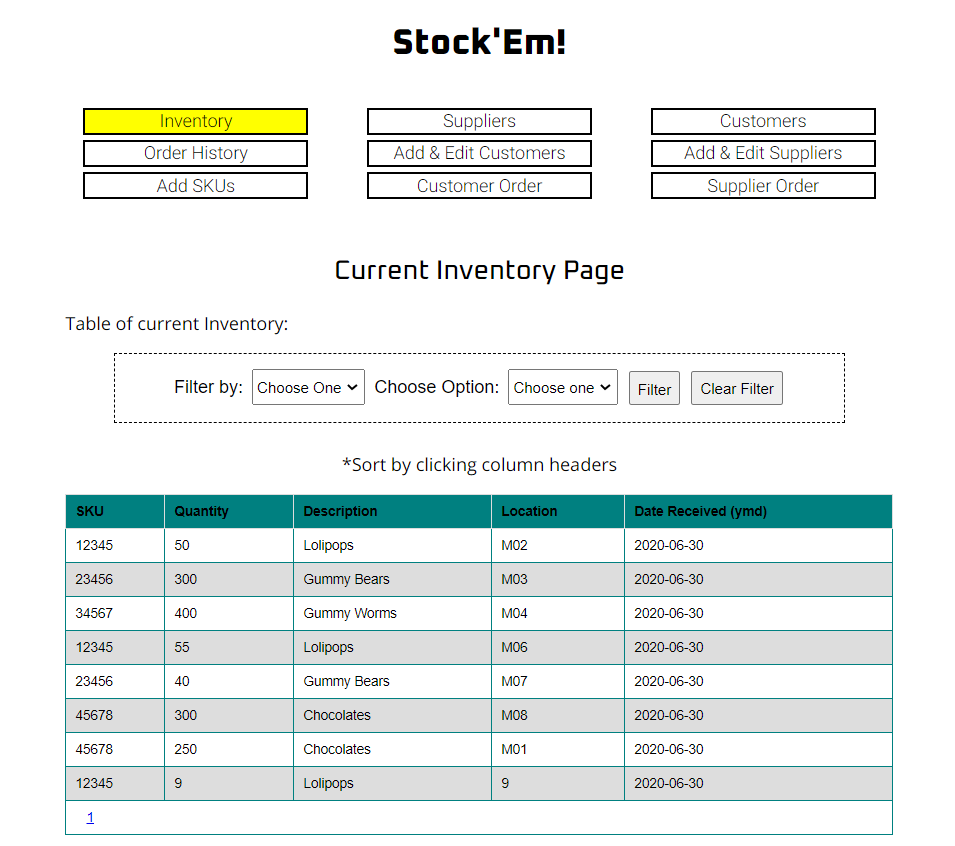 Stock'Em!
Inventory Suppliers Customers
Order History Add & Edit Customers Add & Edit Suppliers
Add SKUs Customer Order Supplier Order
Current Inventory Page
Table of current Inventory:
Filter by: Choose One Choose Option: Choose one Filter Clear Filter
*Sort by clicking column headers
SKU Quantity Description Location Date Received (ymd)
12345 50 Lolipops M02 2020-06-30
23456 300 Gummy Bears M03 2020-06-30
34567 400 Gummy Worms M04 2020-06-30
12345 55 Lolipops M06 2020-06-30
23456 40 Gummy Bears M07 2020-06-30
45678 300 Chocolates M08 2020-06-30
45678 250 Chocolates M01 2020-06-30
12345 9 Lolipops 9 2020-06-30
1